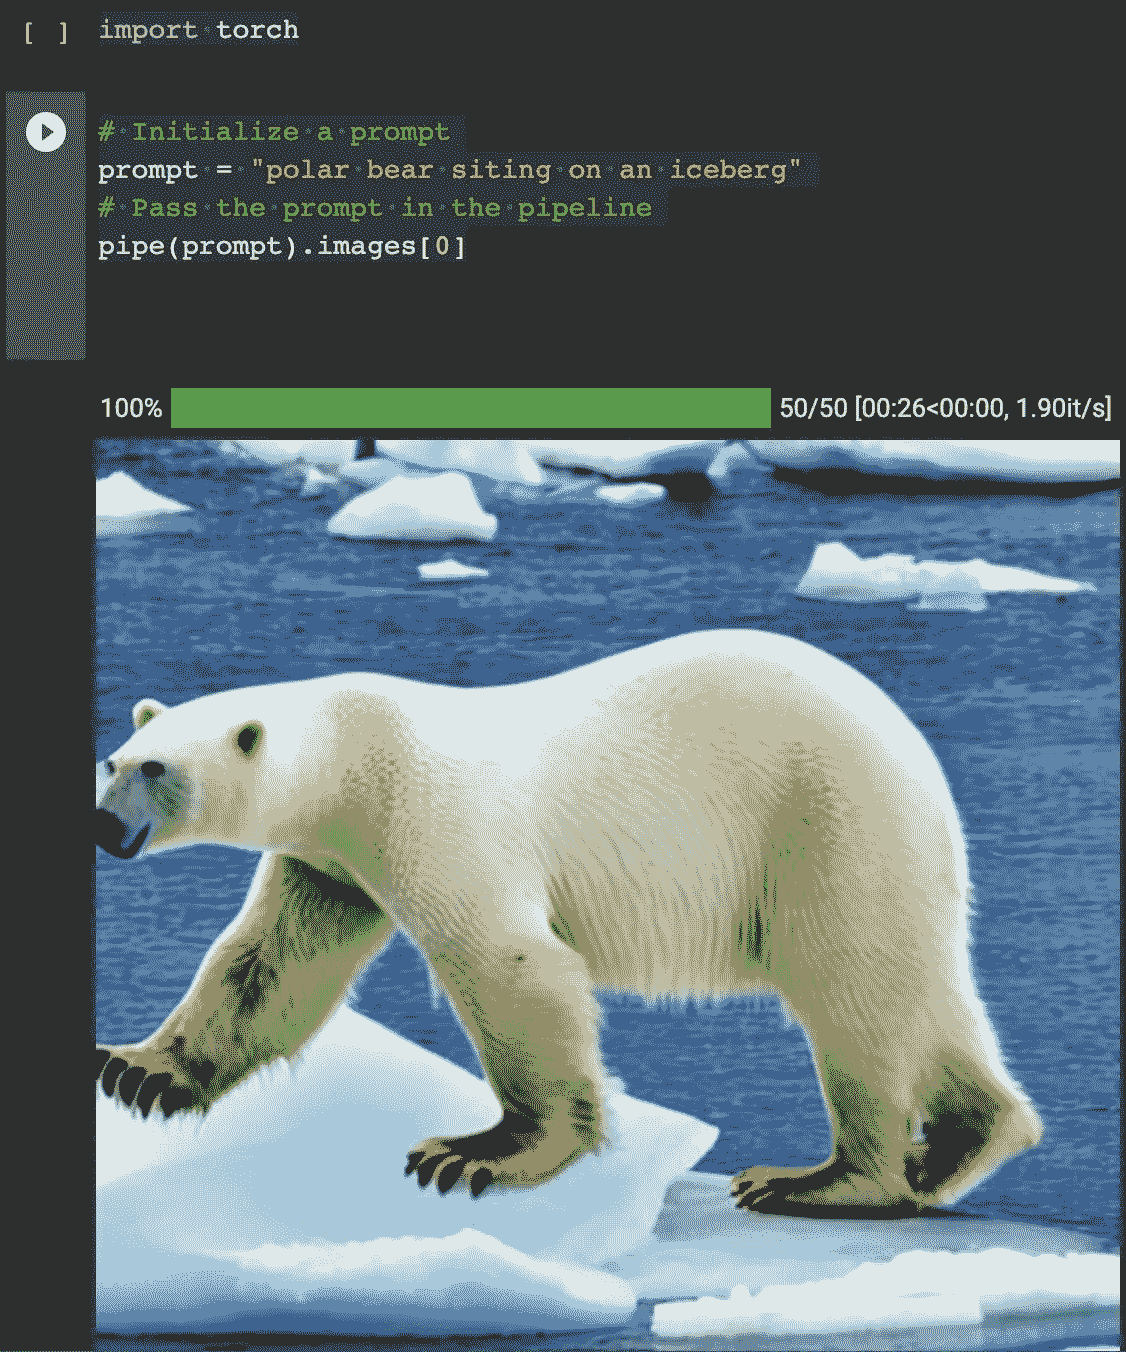 [ ] import torch
# Initialize a prompt
prompt = "polar bear siting on an iceberg"
# Pass the prompt in the pipeline
pipe(prompt).images[0]
100% 50/50 [00:26<00:00, 1.90it/s]